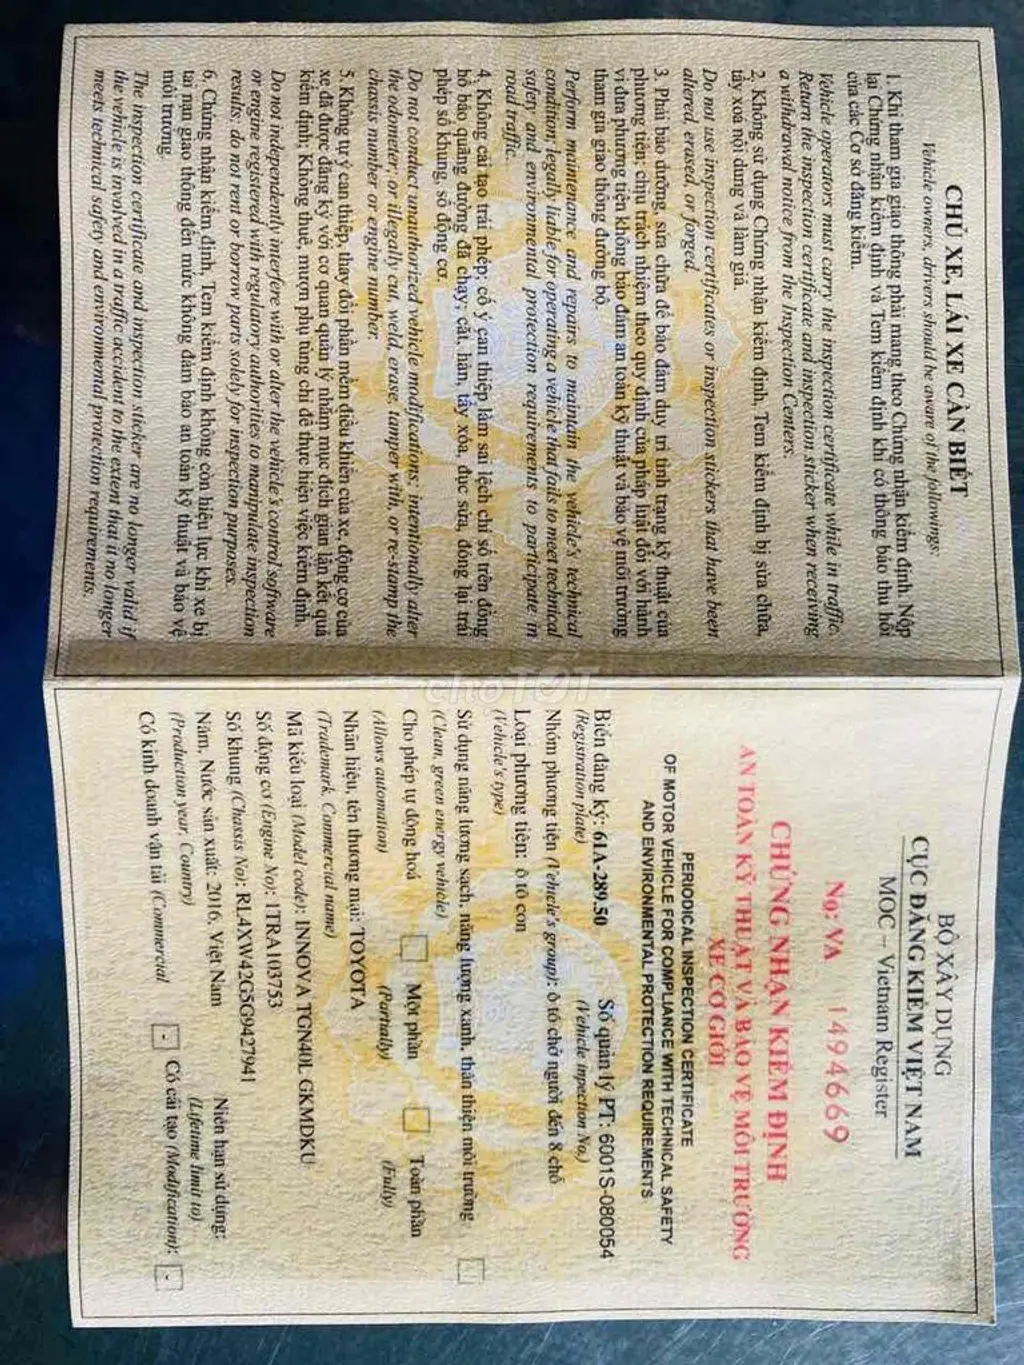 CHỦ XE, LÁI XE CẦN BIẾT
Vehicle owners, drivers should be aware of the followings:
1. Khi tham gia giao thông phải mang theo Chứng nhận kiểm định. Nộp
lại Chứng nhận kiểm định và Tem kiểm định khi có thông báo thu hồi
của các Cơ sở đăng kiểm.
Vehicle operators must carry the inspection certificate while in traffic.
Return the inspection certificate and inspection sticker when receiving
a withdrawal notice from the Inspection Centers.
2. Không sử dụng Chứng nhận kiểm định, Tem kiểm định bị sửa chữa,
tẩy xóa nội dung và làm giả.
Do not use inspection certificates or inspection stickers that have been
altered, erased, or forged.
3. Phải bảo dưỡng, sửa chữa để bảo đảm duy trì tình trạng kỹ thuật của
phương tiện; chịu trách nhiệm theo quy định của pháp luật đối với hành
vi đưa phương tiện không bảo đảm an toàn kỹ thuật và bảo vệ môi trường
tham gia giao thông đường bộ.
Perform maintenance and repairs to maintain the vehicle's technical
condition; legally liable for operating a vehicle that fails to meet technical
safety and environmental protection requirements to participate in
road traffic.
4. Không cải tạo trái phép; cố ý can thiệp làm sai lệch chỉ số trên đồng
hồ báo quãng đường đã chạy; cắt, hàn, tẩy xóa, đục sửa, đóng lại trái
phép số khung, số động cơ.
Do not conduct unauthorized vehicle modifications; intentionally alter
the odometer; or illegally cut, weld, erase, tamper with, or re-stamp the
chassis number or engine number.
5. Không tự ý can thiệp, thay đổi phần mềm điều khiển của xe, động cơ của
xe đã được đăng ký với cơ quan quản lý nhằm mục đích gian lận kết quả
kiểm định; Không thuê, mượn phụ tùng chỉ để thực hiện việc kiểm định.
Do not independently interfere with or alter the vehicle's control software
or engine registered with regulatory authorities to manipulate inspection
results; do not rent or borrow parts solely for inspection purposes.
6. Chứng nhận kiểm định, Tem kiểm định không còn hiệu lực khi xe bị
tai nạn giao thông đến mức không đảm bảo an toàn kỹ thuật và bảo vệ
môi trường.
The inspection certificate and inspection sticker are no longer valid if
the vehicle is involved in a traffic accident to the extent that it no longer
meets technical safety and environmental protection requirements.
chợTỐT
BỘ XÂY DỰNG
CỤC ĐĂNG KIỂM VIỆT NAM
MOC – Vietnam Register
Nọ: VA 1494669
CHỨNG NHẬN KIỂM ĐỊNH
AN TOÀN KỸ THUẬT VÀ BẢO VỆ MÔI TRƯỜNG
XE CƠ GIỚI
PERIODICAL INSPECTION CERTIFICATE
OF MOTOR VEHICLE FOR COMPLIANCE WITH TECHNICAL SAFETY
AND ENVIRONMENTAL PROTECTION REQUIREMENTS
Biển đăng ký: 61A-289.50 Số quản lý PT: 6001S-080054
(Registration plate) (Vehicle inpection No.)
Nhóm phương tiện (Vehicle's group): ô tô chở người đến 8 chỗ
Loại phương tiện: ô tô con
(Vehicle's type)
Sử dụng năng lượng sạch, năng lượng xanh, thân thiện môi trường
(Clean, green energy vehicle)
Cho phép tự động hoá Một phần Toàn phần
(Allows automation) (Partially) (Fully)
Nhãn hiệu, tên thương mại: TOYOTA
(Trademark Commercial name)
Mã kiểu loại (Model code): INNOVA TGN40L GKMDKU
Số động cơ (Engine No): 1TRA103753
Số khung (Chassis No): RL4XW42G5G9427941
Năm, Nước sản xuất: 2016, Việt Nam Niên hạn sử dụng:
(Production year, Country) (Lifetime limit to)
Có kinh doanh vận tải (Commercial - Có cải tạo (Modification): -